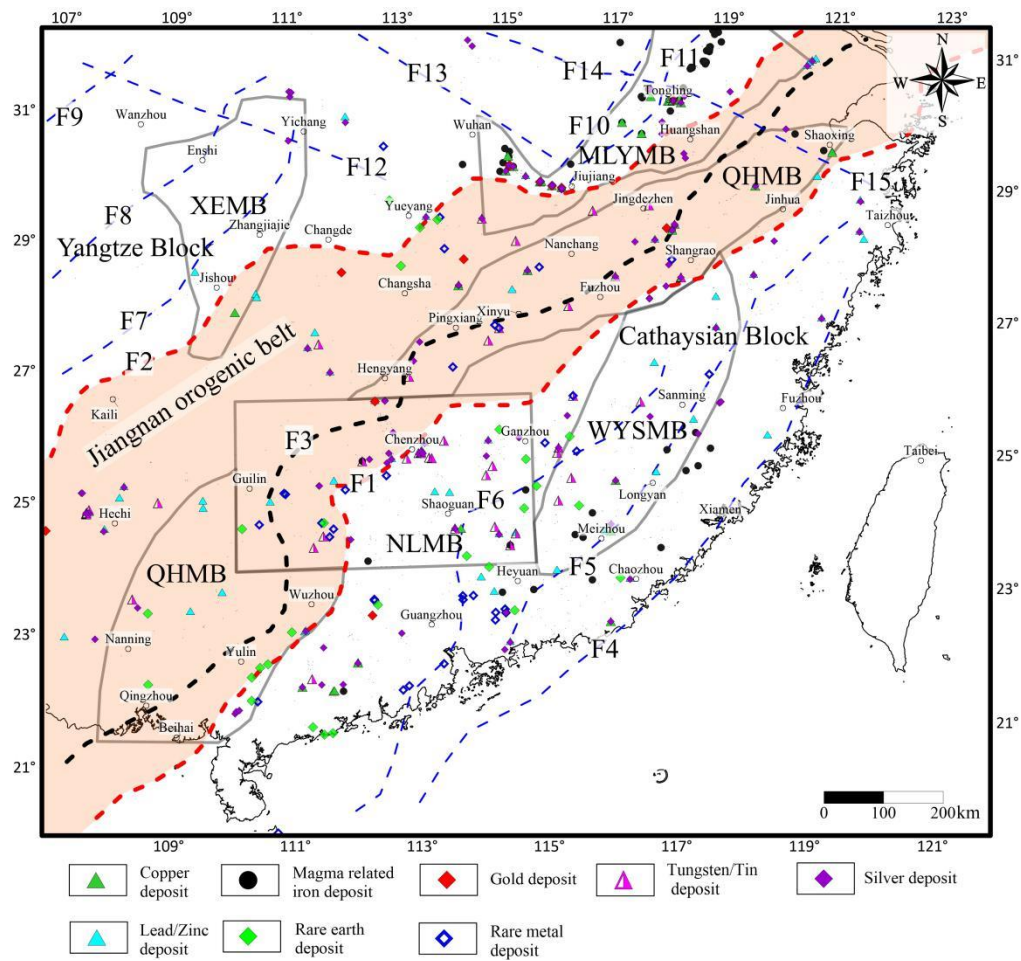 107°
109°
111°
113°
115°
117°
119°
121°
123°
31°
29°
27°
25°
23°
21°
31°
29°
27°
25°
23°
21°
109°
111°
113°
115°
117°
119°
121°
123°
N
W E
S
F13
F14
F11
Tongling
F9
Wanzhou
Yichang
Wuhan
F10
Huangshan
Shaoxing
Enshi
F12
MLYMB
Jiujiang
QHMB
F15
F8
XEMB
Yueyang
Jingdezhen
Jinhua
Taizhou
Yangtze Block
Zhangjiajie
Changde
Nanchang
Shangrao
Jishou
Changsha
Fuzhou
F7
Pingxiang
Xinyu
Cathaysian Block
F2
Jiangnan orogenic belt
Hengyang
Kaili
Sanming
Fuzhou
F3
Chenzhou
Ganzhou
WYSMB
Taibei
Guilin
F1
F6
Longyan
Hechi
Shaoguan
Xiamen
NLMB
Meizhou
QHMB
Heyuan
F5
Chaozhou
Wuzhou
Guangzhou
Nanning
F4
Yulin
Qingzhou
Beihai
0 100 200km
Copper
deposit
Magma related
iron deposit
Gold deposit
Tungsten/Tin
deposit
Silver deposit
Lead/Zinc
deposit
Rare earth
deposit
Rare metal
deposit